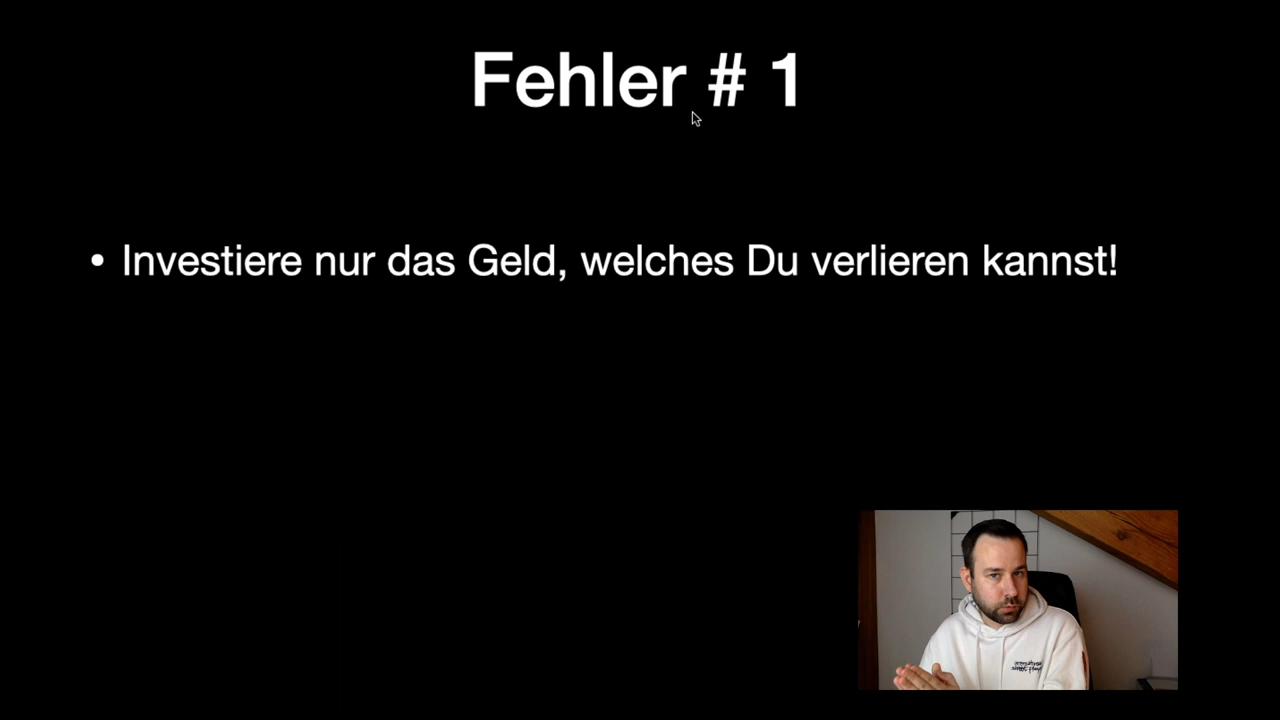 Fehler # 1
• Investiere nur das Geld, welches Du verlieren kannst!